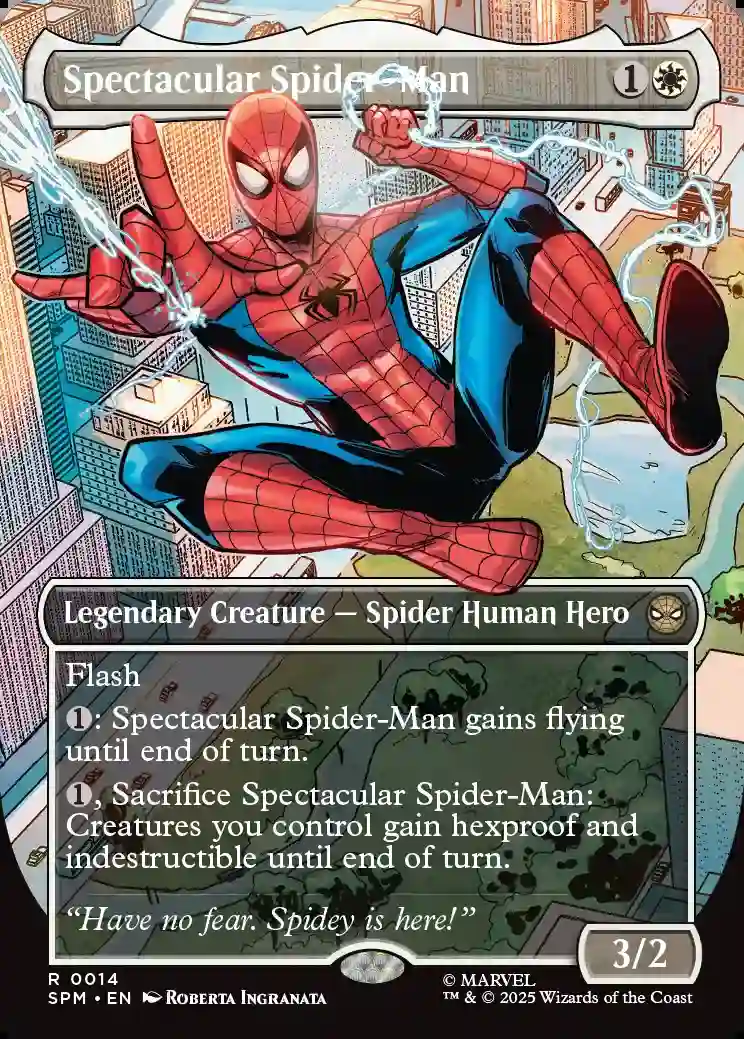 Spectacular Spider-Man 1
Legendary Creature — Spider Human Hero
Flash
1: Spectacular Spider-Man gains flying
until end of turn.
1, Sacrifice Spectacular Spider-Man:
Creatures you control gain hexproof and
indestructible until end of turn.
“Have no fear. Spidey is here!”
3/2
R 0014
SPM • EN Roberta Ingranata
© MARVEL
™ & © 2025 Wizards of the Coast